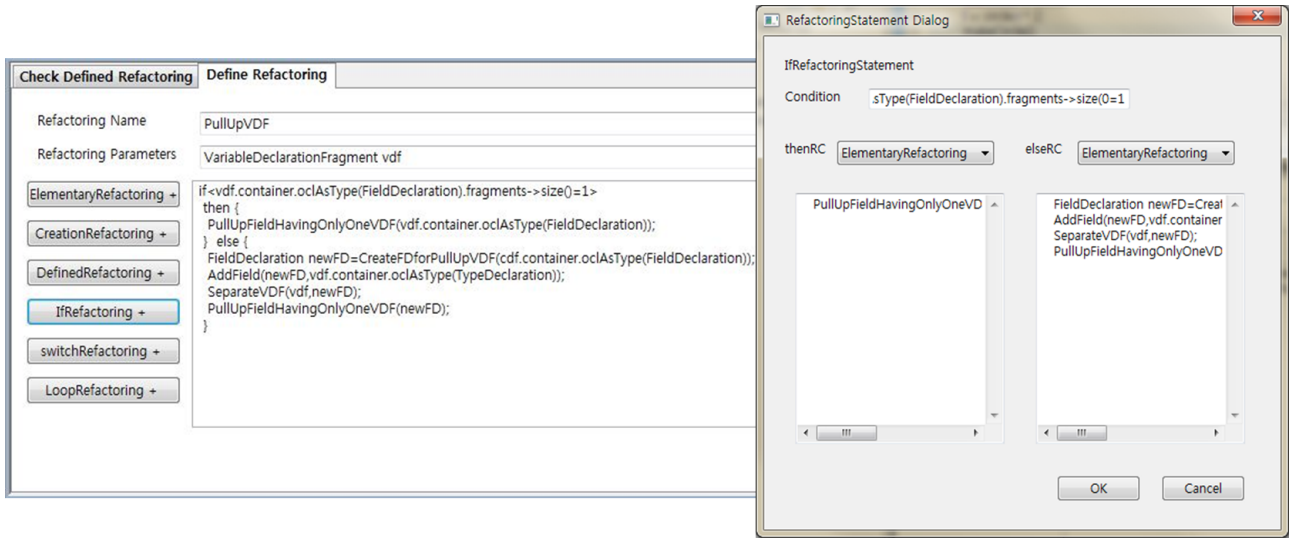 Check Defined Refactoring
Define Refactoring
Refactoring Name
PullUpVDF
Refactoring Parameters
VariableDeclarationFragment vdf
ElementaryRefactoring +
CreationRefactoring +
DefinedRefactoring +
IfRefactoring +
switchRefactoring +
LoopRefactoring +
if<vdf.container.oclAsType(FieldDeclaration).fragments->size()=1>
then {
PullUpFieldHavingOnlyOneVDF(vdf.container.oclAsType(FieldDeclaration));
} else {
FieldDeclaration newFD=CreateFDforPullUpVDF(cdf.container.oclAsType(FieldDeclaration));
AddField(newFD,vdf.container.oclAsType(TypeDeclaration));
SeparateVDF(vdf,newFD);
PullUpFieldHavingOnlyOneVDF(newFD);
}
RefactoringStatement Dialog
IfRefactoringStatement
Condition
sType(FieldDeclaration).fragments->size(0=1
thenRC
ElementaryRefactoring
elseRC
ElementaryRefactoring
PullUpFieldHavingOnlyOneVD
FieldDeclaration newFD=Creat
AddField(newFD,vdf.container
SeparateVDF(vdf,newFD);
PullUpFieldHavingOnlyOneVD
OK
Cancel